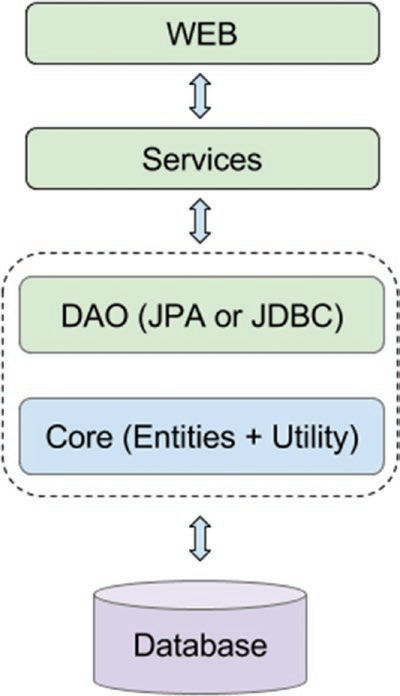 WEB
Services
DAO (JPA or JDBC)
Core (Entities + Utility)
Database